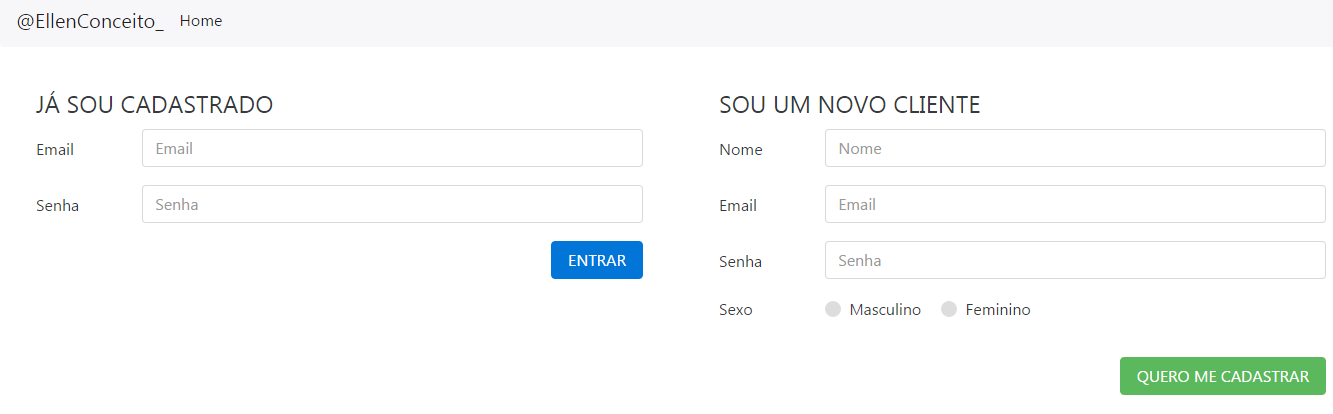 @EllenConceito_ Home
JÁ SOU CADASTRADO
Email Email
Senha Senha
ENTRAR
SOU UM NOVO CLIENTE
Nome Nome
Email Email
Senha Senha
Sexo Masculino Feminino
QUERO ME CADASTRAR